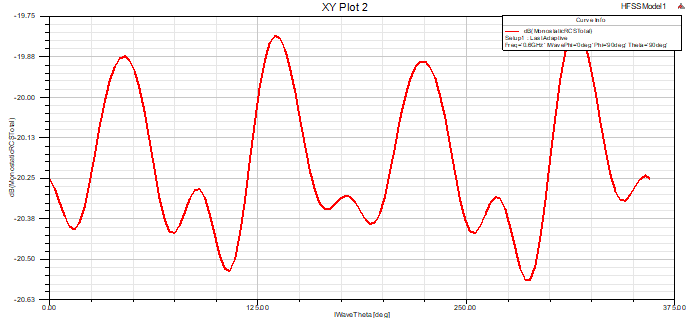 XY Plot 2
HFSSModel1
Curve Info
dB(MonostaticRCSTotal)
Setup1 : LastAdaptive
Freq='0.6GHz' IWavePhi='0deg' Phi='90deg' Theta='90deg'
-19.75
-19.88
-20.00
-20.13
-20.25
-20.38
-20.50
-20.63
dB(MonostaticRCSTotal)
0.00
125.00
250.00
375.00
IWaveTheta [deg]